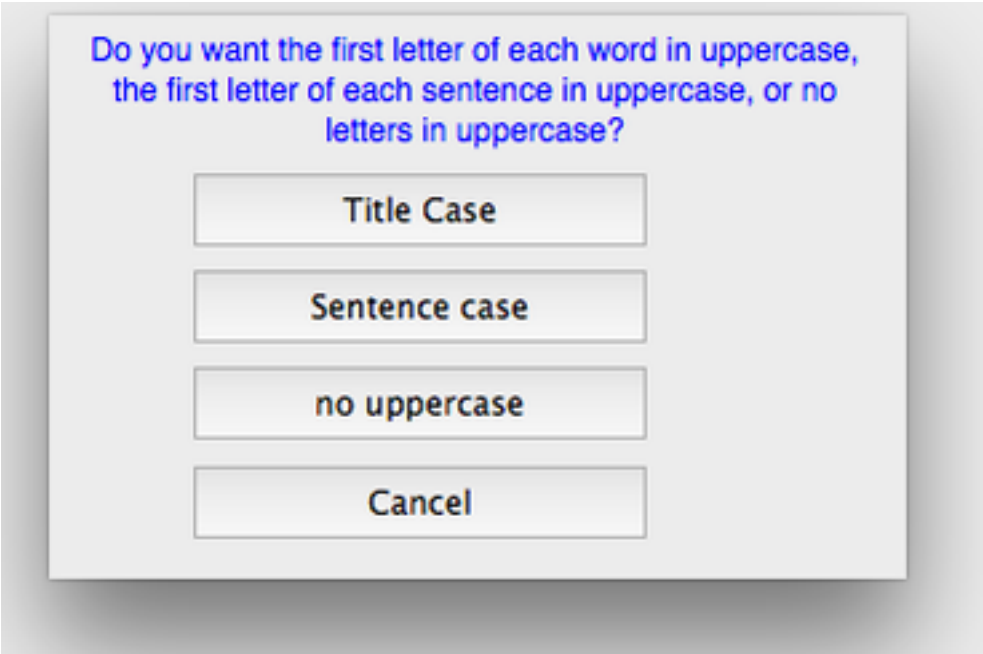 Do you want the first letter of each word in uppercase,
the first letter of each sentence in uppercase, or no
letters in uppercase?
Title Case
Sentence case
no uppercase
Cancel